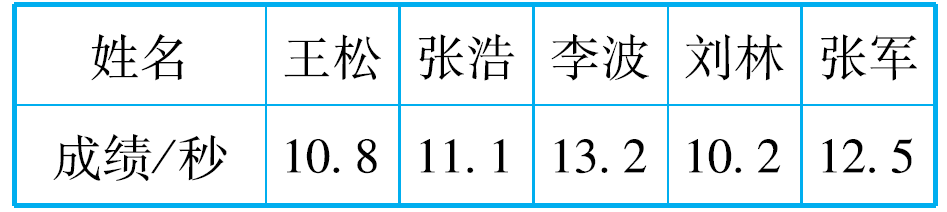 姓名 王松 张浩 李波 刘林 张军
成绩/秒 10.8 11.1 13.2 10.2 12.5